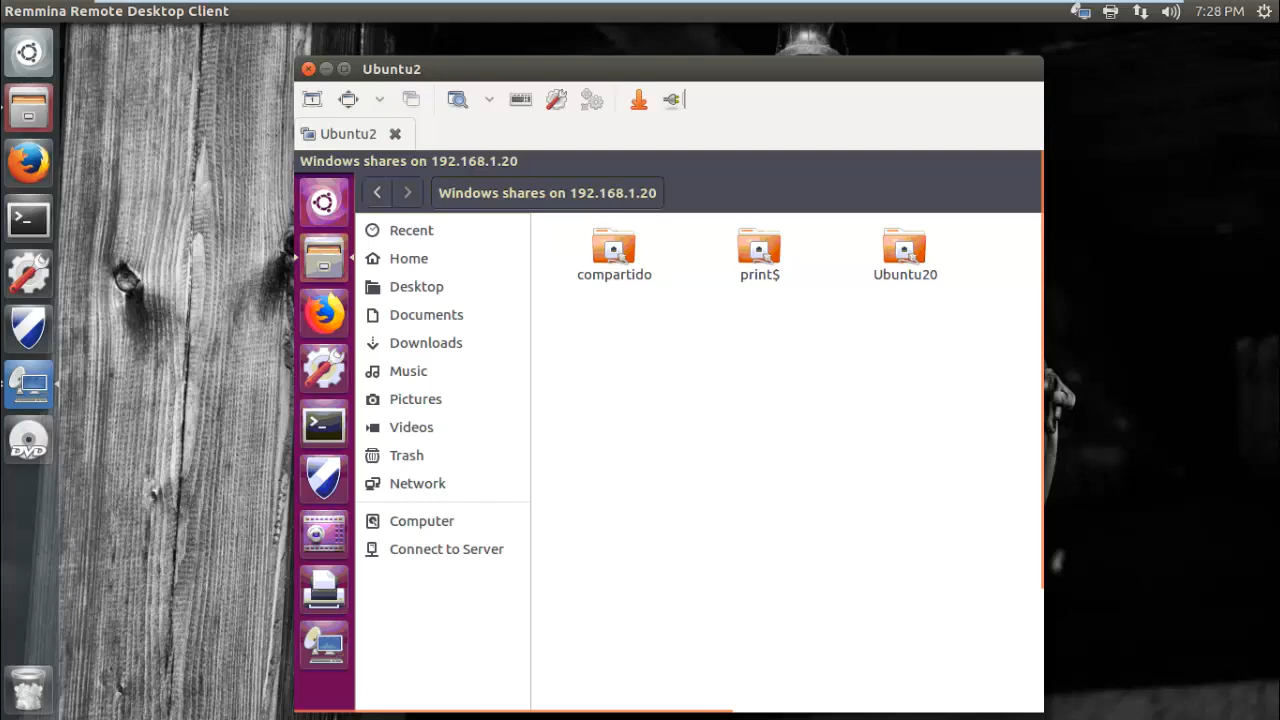 Remmina Remote Desktop Client
7:28 PM
Ubuntu2
Ubuntu2
Windows shares on 192.168.1.20
Windows shares on 192.168.1.20
Recent
Home
Desktop
Documents
Downloads
Music
Pictures
Videos
Trash
Network
Computer
Connect to Server
compartido
print$
Ubuntu20
DVD